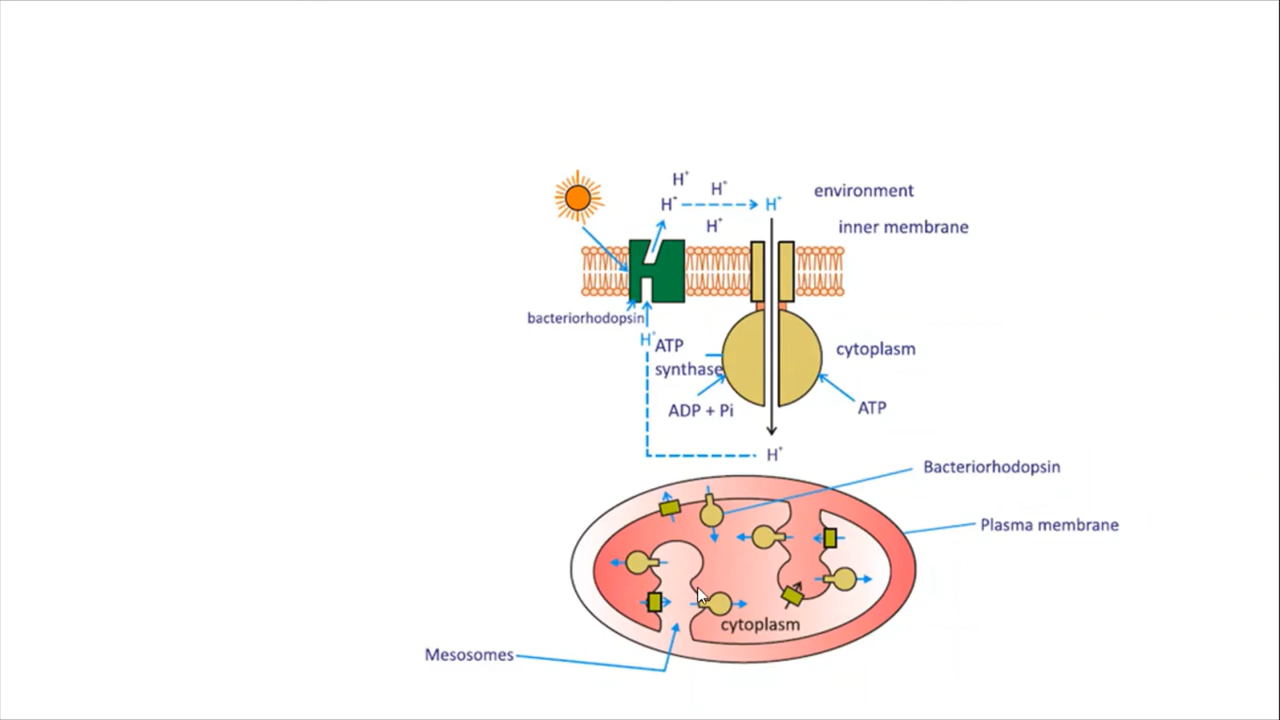 H⁺
H⁺
H⁺
H⁺
H⁺
environment
inner membrane
bacteriorhodopsin
H⁺
ATP
synthase
cytoplasm
ADP + Pi
ATP
H⁺
Bacteriorhodopsin
Plasma membrane
cytoplasm
Mesosomes